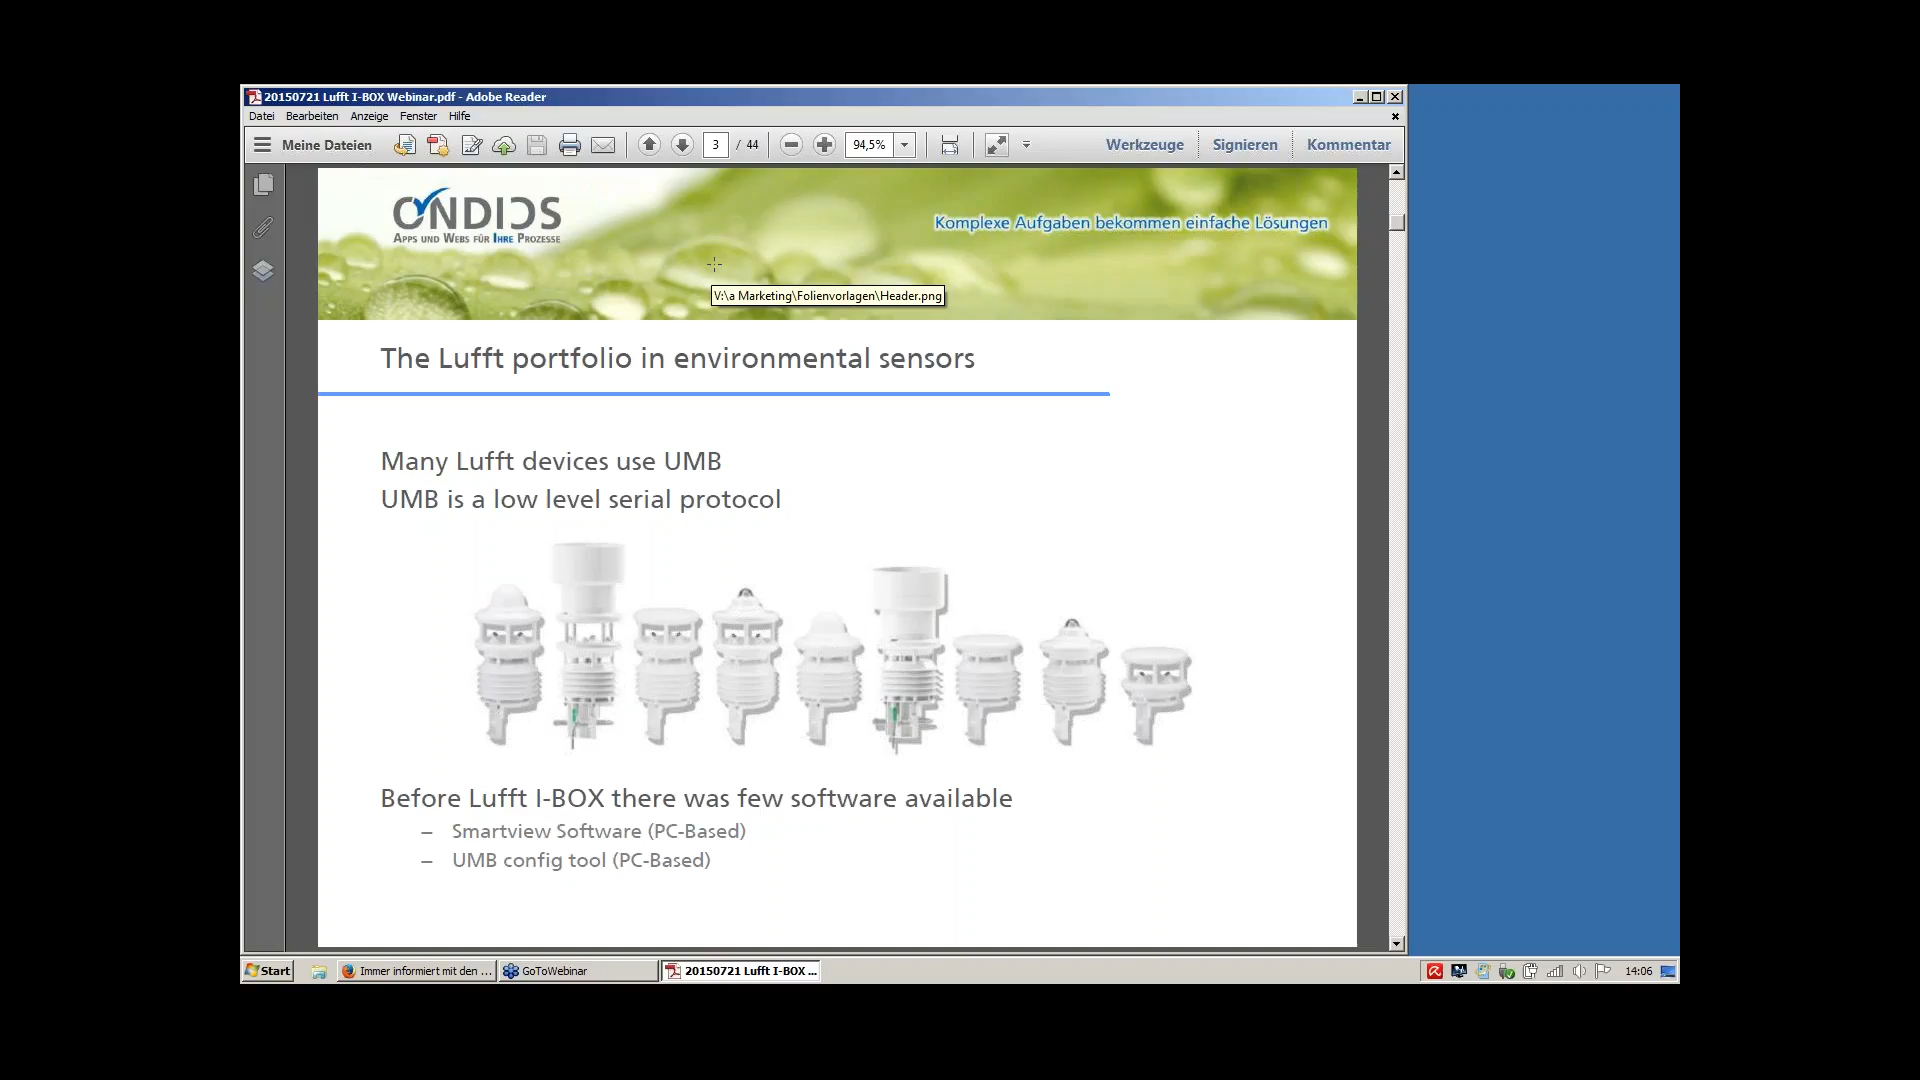 20150721 Lufft I-BOX Webinar.pdf - Adobe Reader
Datei Bearbeiten Anzeige Fenster Hilfe
Meine Dateien 3 / 44 94,5% Werkzeuge Signieren Kommentar
ONDICS
APPS UND WEBS FÜR IHRE PROZESSE
Komplexe Aufgaben bekommen einfache Lösungen
V:\a Marketing\Folienvorlagen\Header.png
The Lufft portfolio in environmental sensors
Many Lufft devices use UMB
UMB is a low level serial protocol
Before Lufft I-BOX there was few software available
– Smartview Software (PC-Based)
– UMB config tool (PC-Based)
Start Immer informiert mit den ... GoToWebinar 20150721 Lufft I-BOX ... 14:06